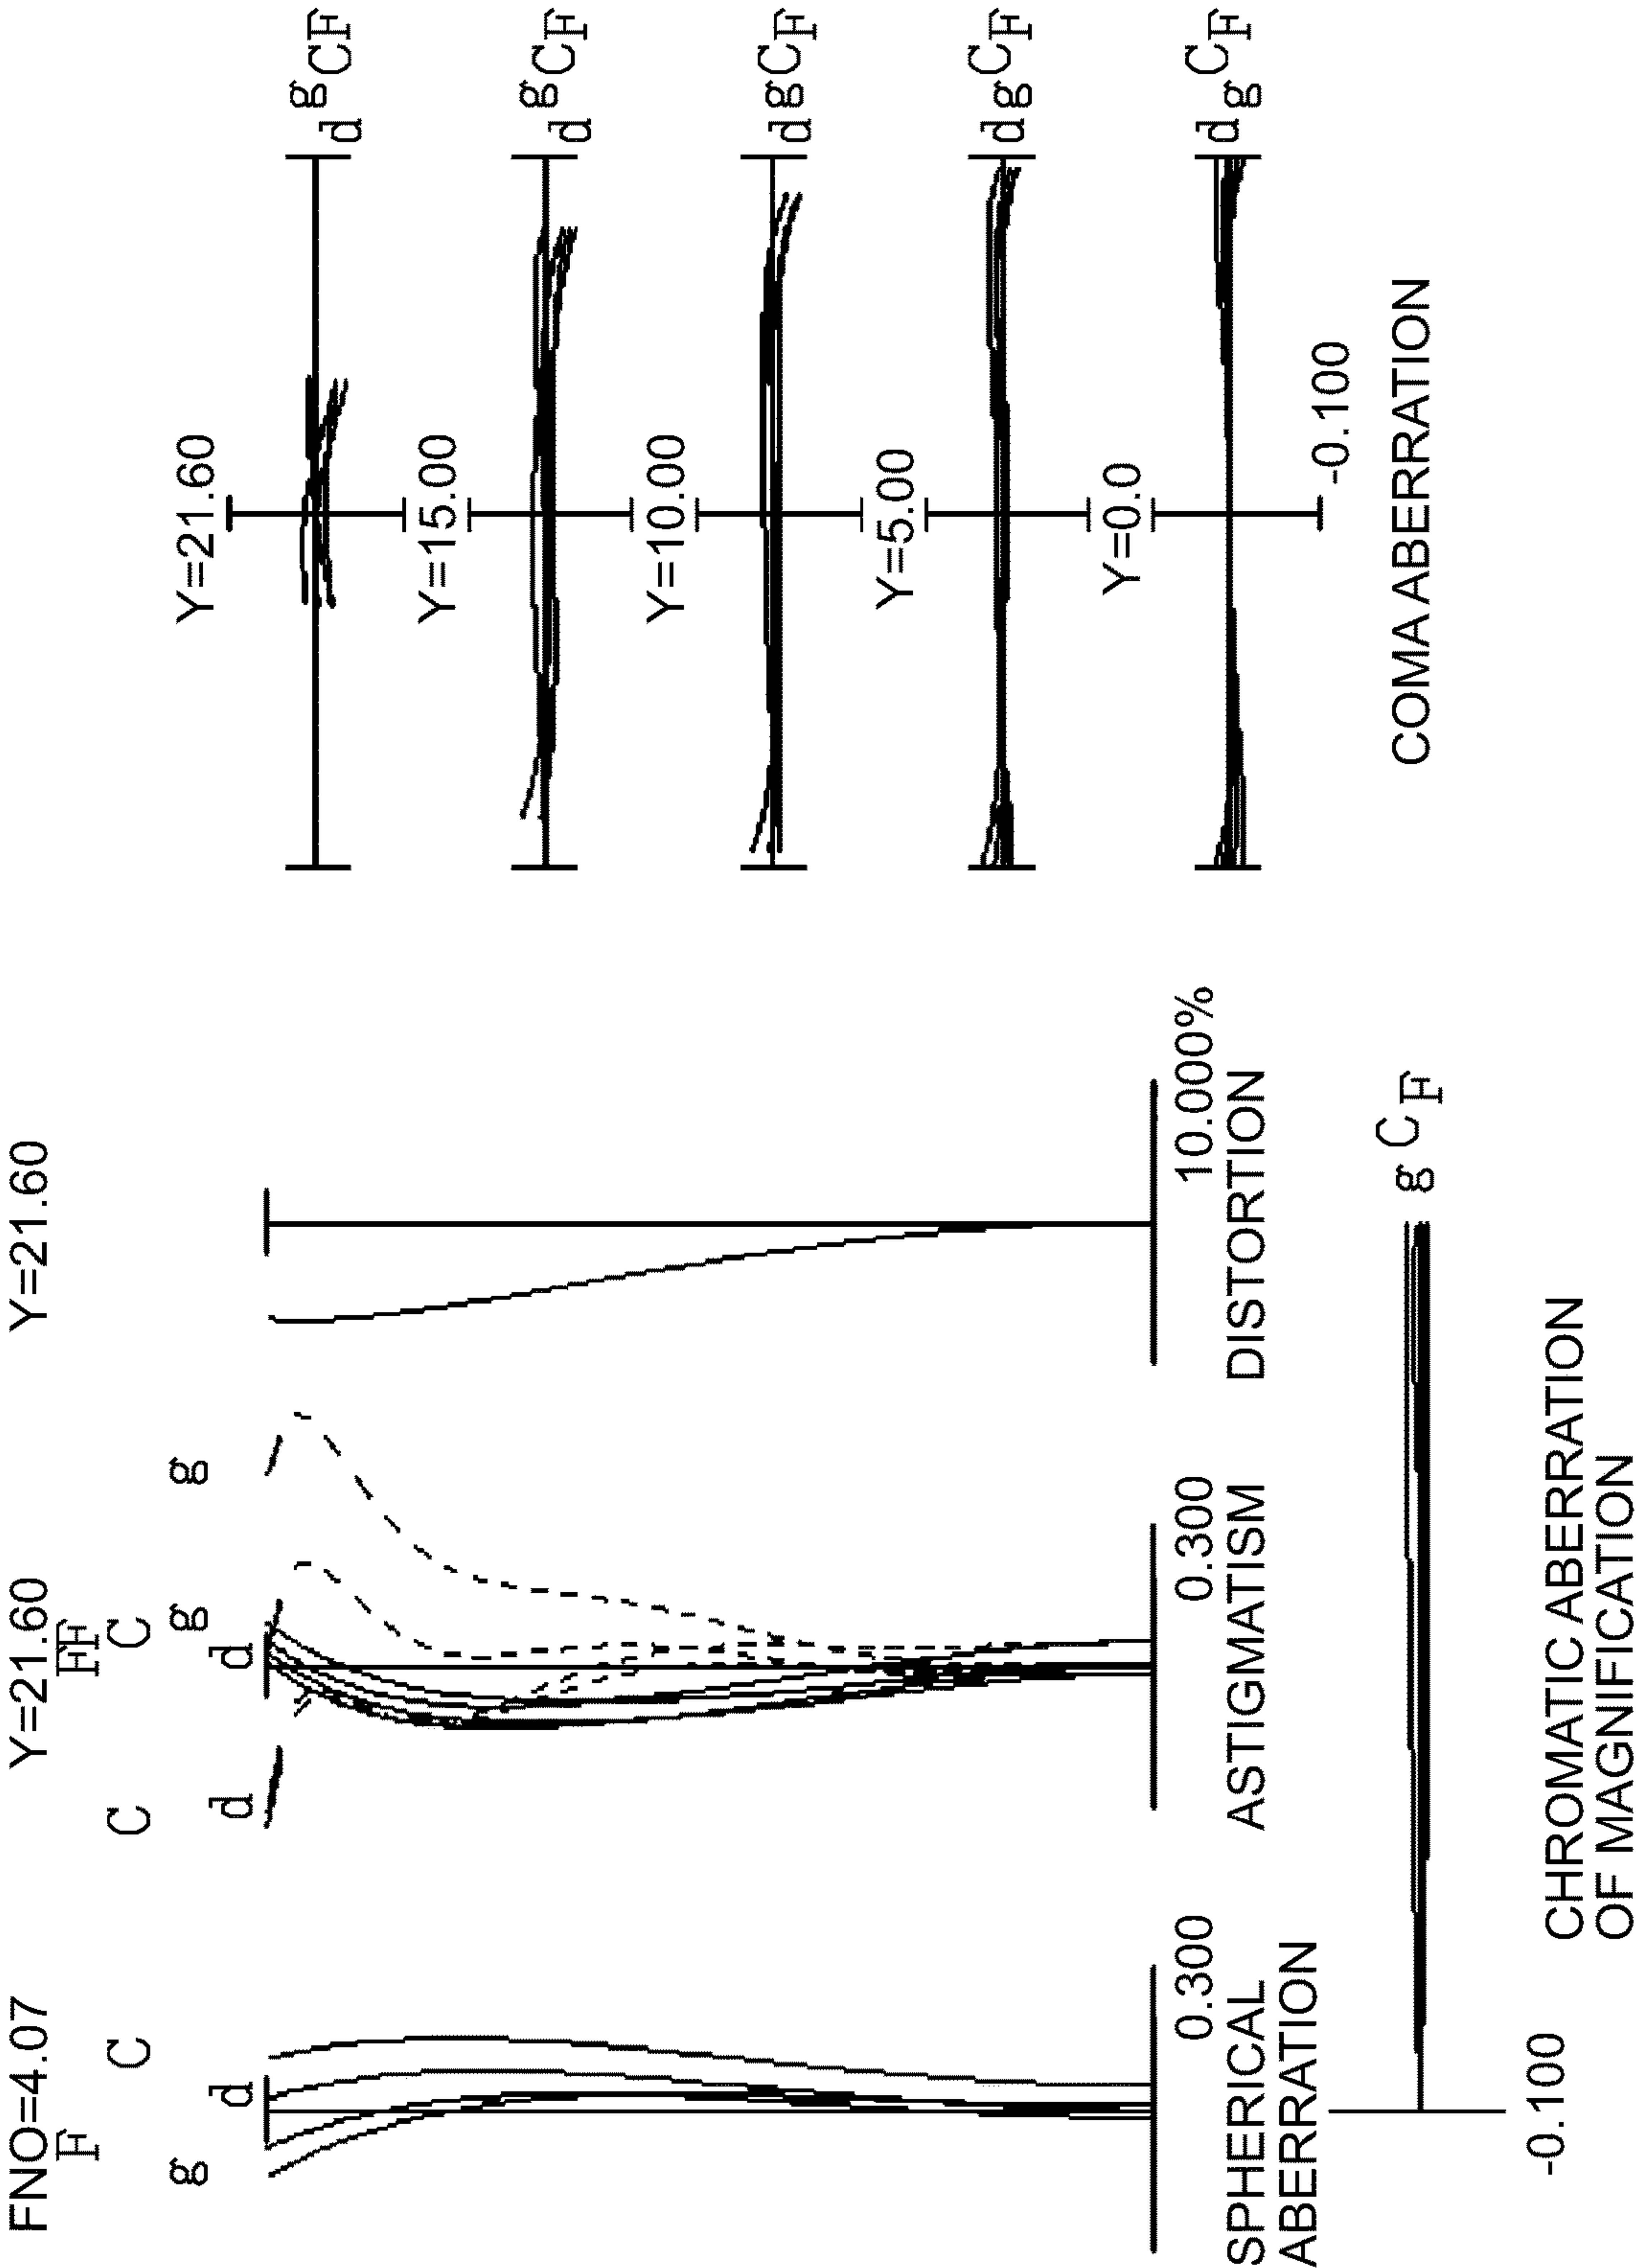 FNO=4.07
F
C
g
d
0.300
SPHERICAL
ABERRATION
Y=21.60
FF
C
C
g
g
d
d
0.300
ASTIGMATISM
Y=21.60
10.000%
DISTORTION
-0.100
g C F
CHROMATIC ABERRATION
OF MAGNIFICATION
Y=21.60
d g C F
Y=15.00
d g C F
Y=10.00
d g C F
Y=5.00
d g C F
Y=0.0
d g C F
-0.100
COMA ABERRATION